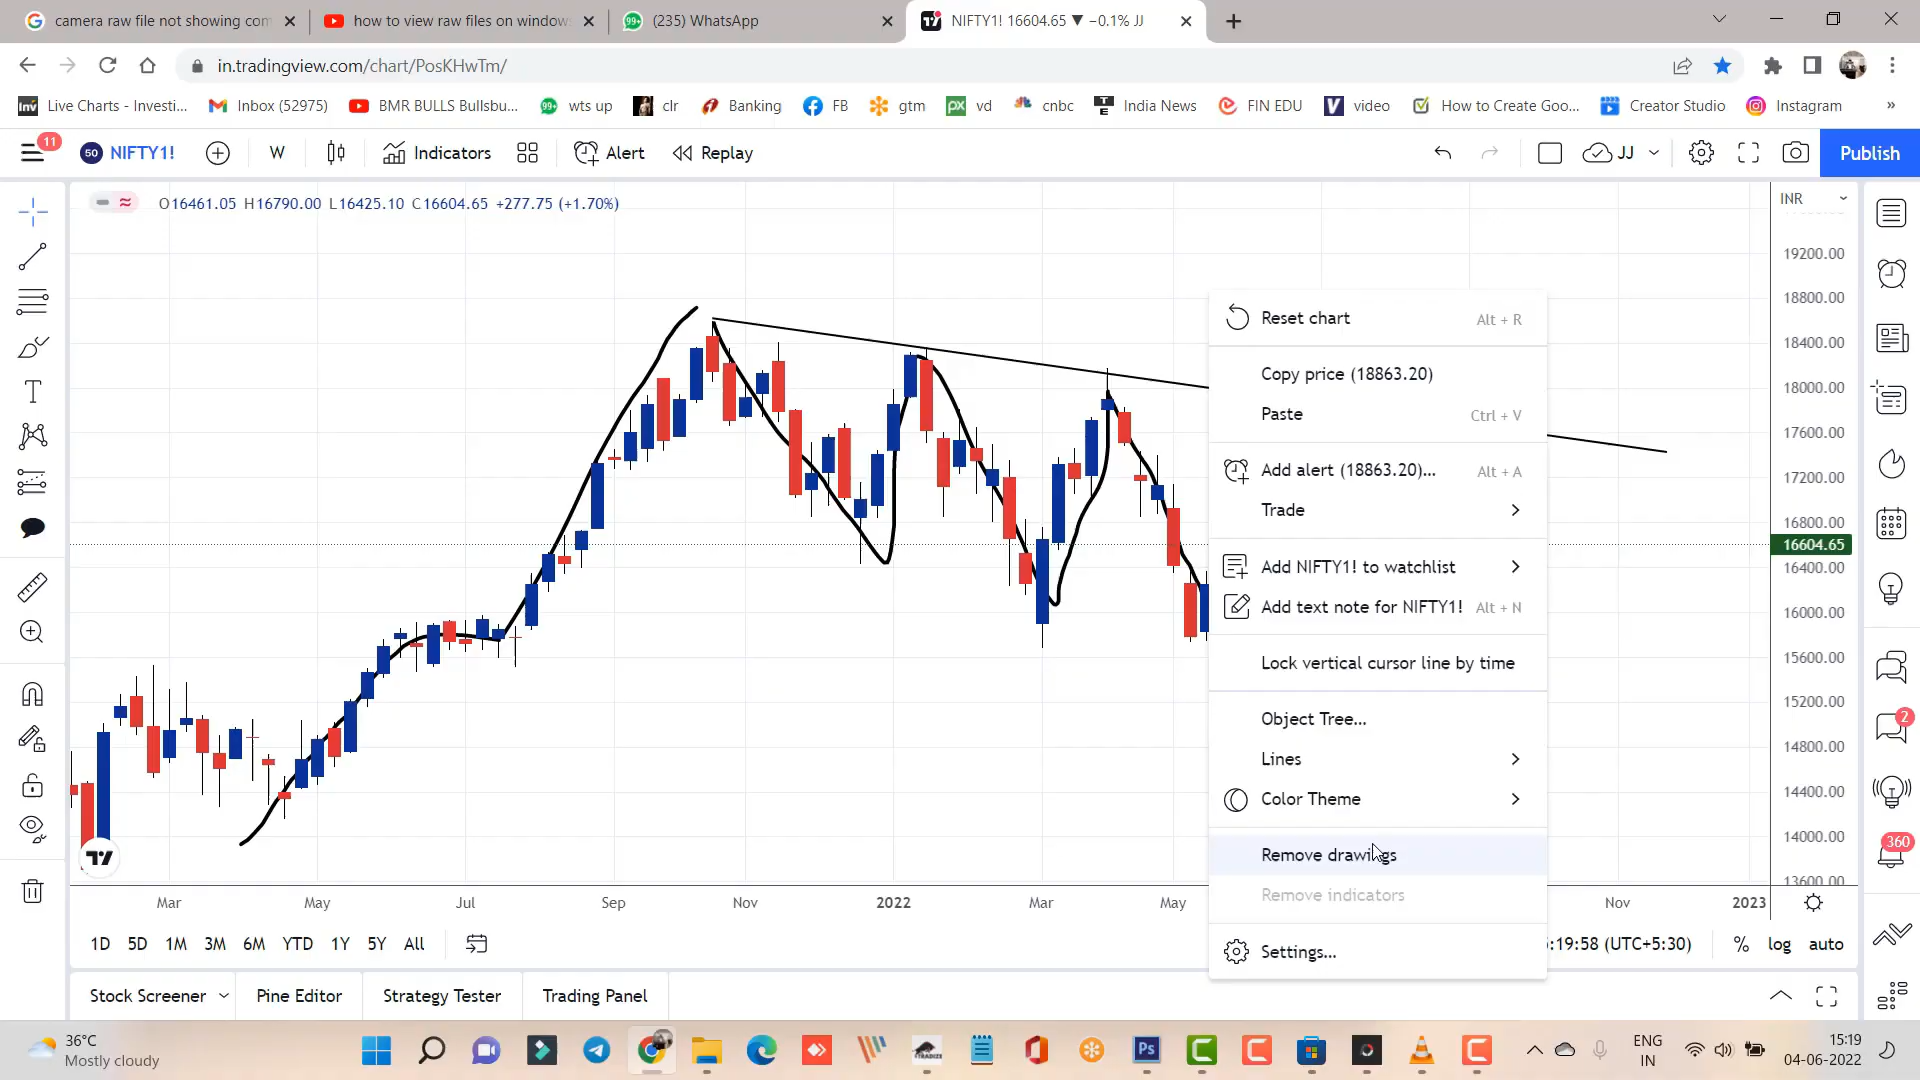 camera raw file not showing com
how to view raw files on window
99+ (235) WhatsApp
NIFTY1! 16604.65 ▼ −0.1% JJ
in.tradingview.com/chart/PosKHwTm/
Inv Live Charts - Investi...
Inbox (52975)
BMR BULLS Bullsbu...
99+ wts up
clr
Banking
FB
gtm
px vd
cnbc
India News
FIN EDU
V video
How to Create Goo...
Creator Studio
Instagram
»
11
50 NIFTY1!
W
Indicators
Alert
Replay
JJ
Publish
O16461.05 H16790.00 L16425.10 C16604.65 +277.75 (+1.70%)
INR
19200.00
18800.00
18400.00
18000.00
17600.00
17200.00
16800.00
16604.65
16400.00
16000.00
15600.00
15200.00
14800.00
14400.00
14000.00
13600.00
Reset chart Alt + R
Copy price (18863.20)
Paste Ctrl + V
Add alert (18863.20)... Alt + A
Trade
Add NIFTY1! to watchlist
Add text note for NIFTY1! Alt + N
Lock vertical cursor line by time
Object Tree...
Lines
Color Theme
Remove drawings
Remove indicators
Settings...
2
360
Mar May Jul Sep Nov 2022 Mar May Nov 2023
1D 5D 1M 3M 6M YTD 1Y 5Y All
:19:58 (UTC+5:30) % log auto
Stock Screener
Pine Editor
Strategy Tester
Trading Panel
36°C
Mostly cloudy
Ps
ENG
IN
15:19
04-06-2022